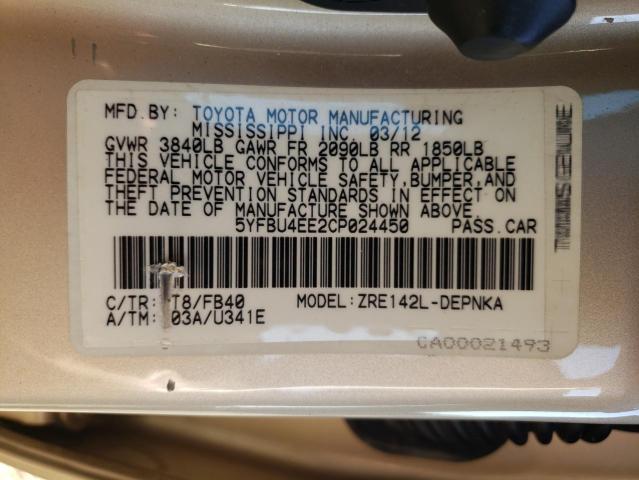 MFD.BY: TOYOTA MOTOR MANUFACTURING
MISSISSIPPI INC. 03/12
GVWR 3840LB GAWR FR 2090LB RR 1850LB
THIS VEHICLE CONFORMS TO ALL APPLICABLE
FEDERAL MOTOR VEHICLE SAFETY, BUMPER, AND
THEFT PREVENTION STANDARDS IN EFFECT ON
THE DATE OF MANUFACTURE SHOWN ABOVE.
5YFBU4EE2CP024450 PASS.CAR
C/TR: T8/FB40 MODEL: ZRE142L-DEPNKA
A/TM: 03A/U341E
CA00021493